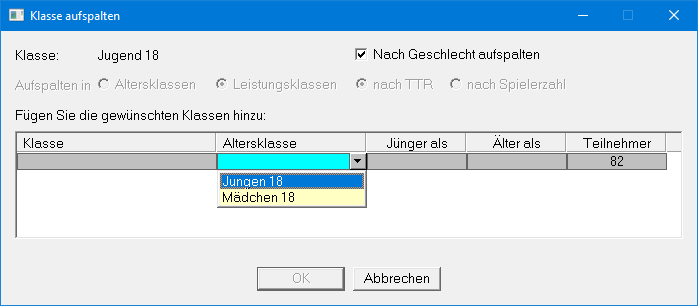 Klasse aufspalten
Klasse: Jugend 18 Nach Geschlecht aufspalten
Aufspalten in Altersklassen Leistungsklassen nach TTR nach Spielerzahl
Fügen Sie die gewünschten Klassen hinzu:
Klasse Altersklasse Jünger als Älter als Teilnehmer
82
Jungen 18
Mädchen 18
OK Abbrechen